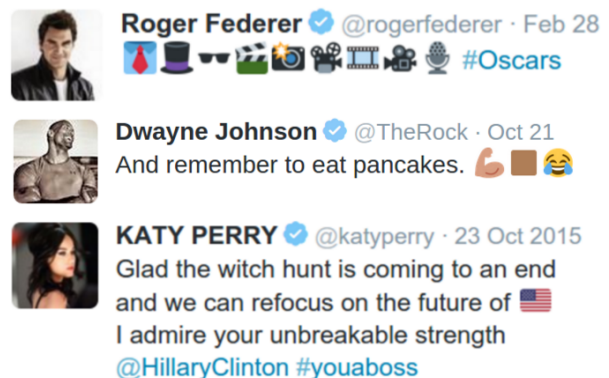 Roger Federer @rogerfederer · Feb 28
👔🎩🕶🎬📸📽🎞🎥🎙 #Oscars
Dwayne Johnson @TheRock · Oct 21
And remember to eat pancakes. 💪🏽🟫😂
KATY PERRY @katyperry · 23 Oct 2015
Glad the witch hunt is coming to an end
and we can refocus on the future of 🇺🇸
I admire your unbreakable strength
@HillaryClinton #youaboss